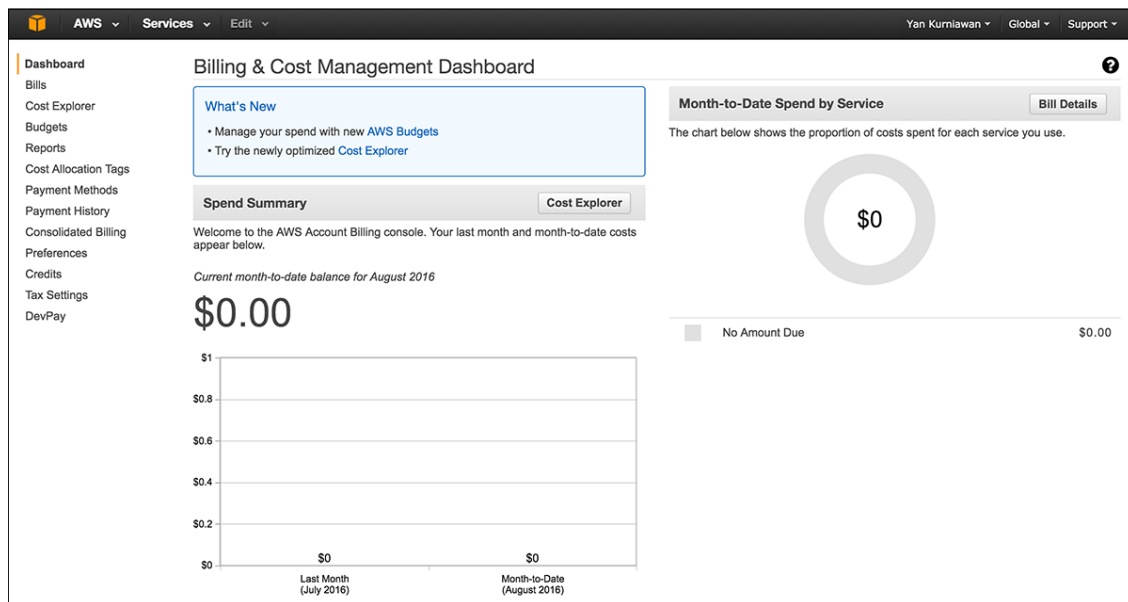 AWS Services Edit Yan Kurniawan Global Support
Dashboard
Bills
Cost Explorer
Budgets
Reports
Cost Allocation Tags
Payment Methods
Payment History
Consolidated Billing
Preferences
Credits
Tax Settings
DevPay
Billing & Cost Management Dashboard
What's New
• Manage your spend with new AWS Budgets
• Try the newly optimized Cost Explorer
Spend Summary Cost Explorer
Welcome to the AWS Account Billing console. Your last month and month-to-date costs
appear below.
Current month-to-date balance for August 2016
$0.00
$1
$0.8
$0.6
$0.4
$0.2
$0
$0 $0
Last Month Month-to-Date
(July 2016) (August 2016)
Month-to-Date Spend by Service Bill Details
The chart below shows the proportion of costs spent for each service you use.
$0
No Amount Due $0.00